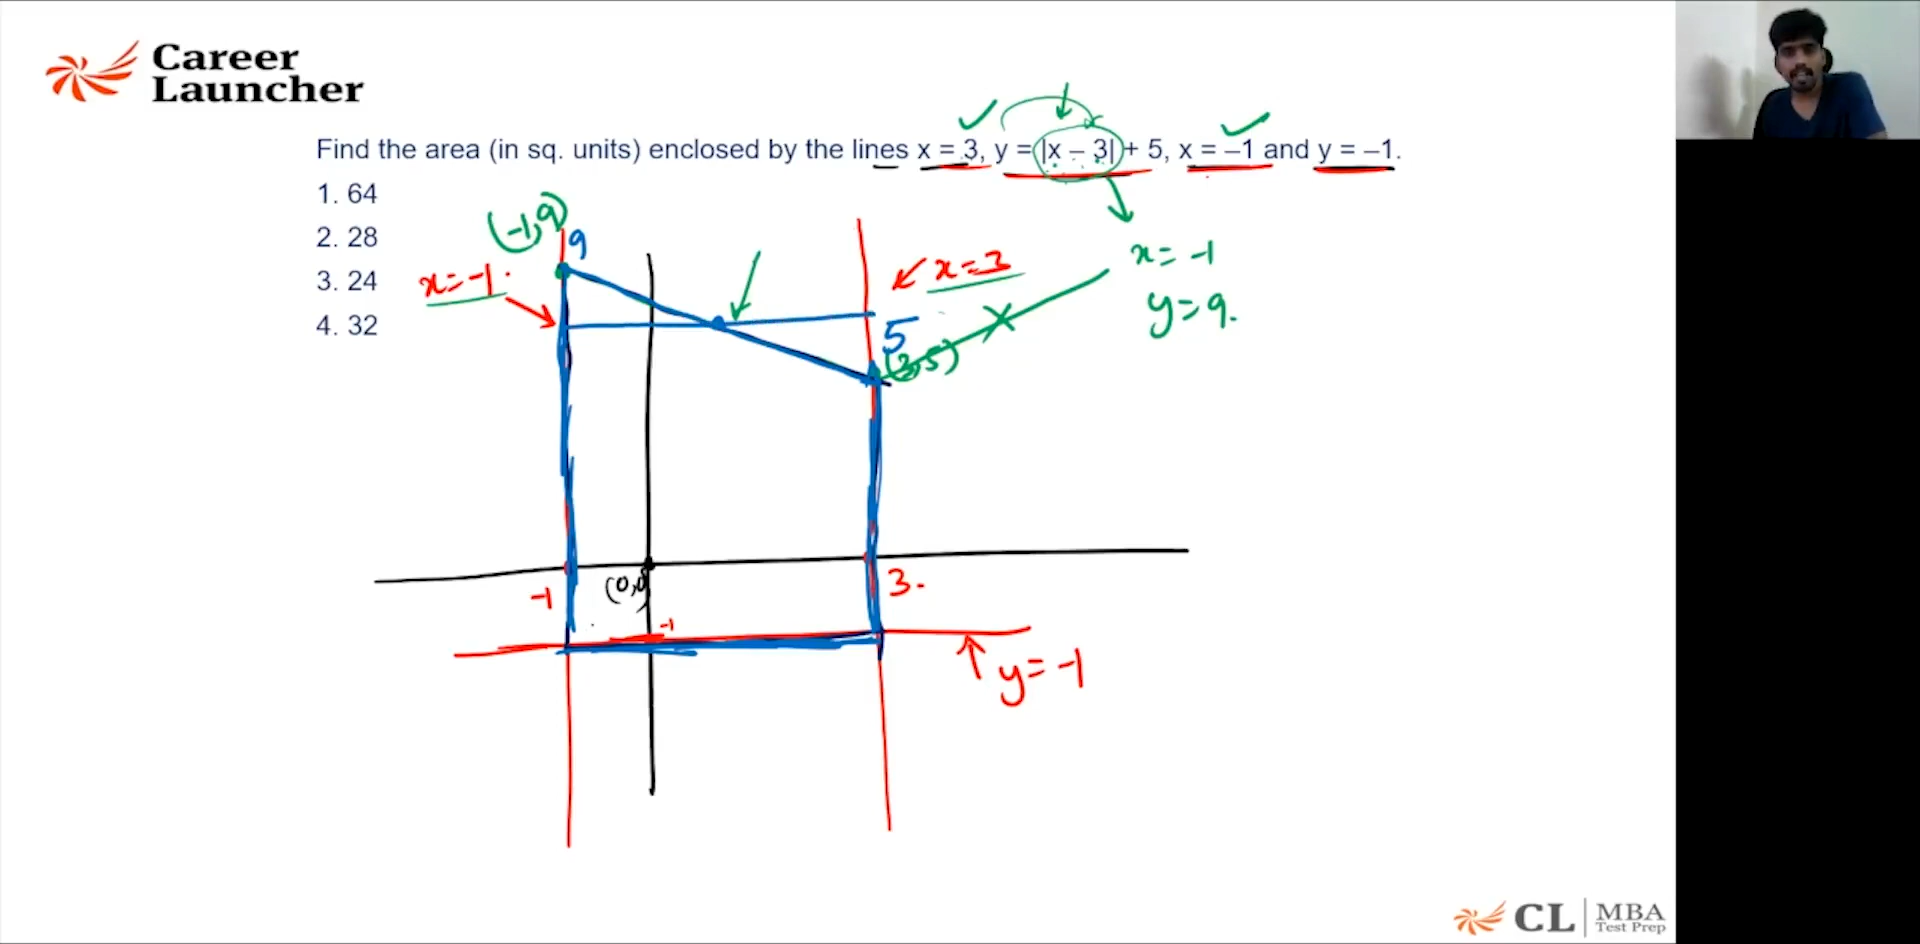 Career
Launcher
Find the area (in sq. units) enclosed by the lines x = 3, y = |x – 3| + 5, x = –1 and y = –1.
1. 64
2. 28
3. 24
4. 32
(-1,9)
9
x=-1
x=3
x=-1
y=9.
5
(3,5)
-1
(0,0)
3.
-1
y=-1
CL MBA
Test Prep